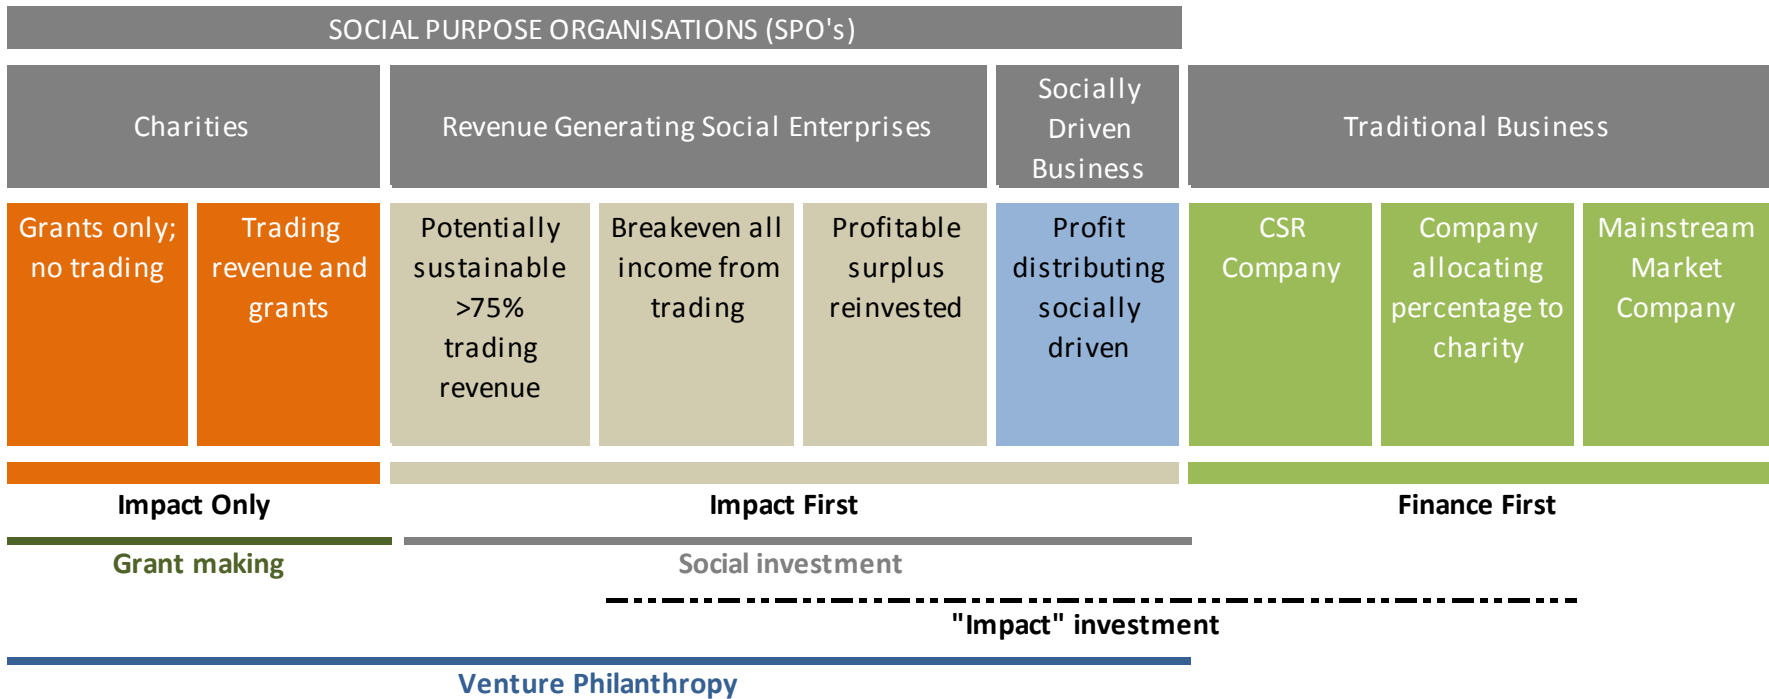 SOCIAL PURPOSE ORGANISATIONS (SPO's)
Charities
Revenue Generating Social Enterprises
Socially
Driven
Business
Traditional Business
Grants only;
no trading
Trading
revenue and
grants
Potentially
sustainable
>75%
trading
revenue
Breakeven all
income from
trading
Profitable
surplus
reinvested
Profit
distributing
socially
driven
CSR
Company
Company
allocating
percentage to
charity
Mainstream
Market
Company
Impact Only
Impact First
Finance First
Grant making
Social investment
"Impact" investment
Venture Philanthropy